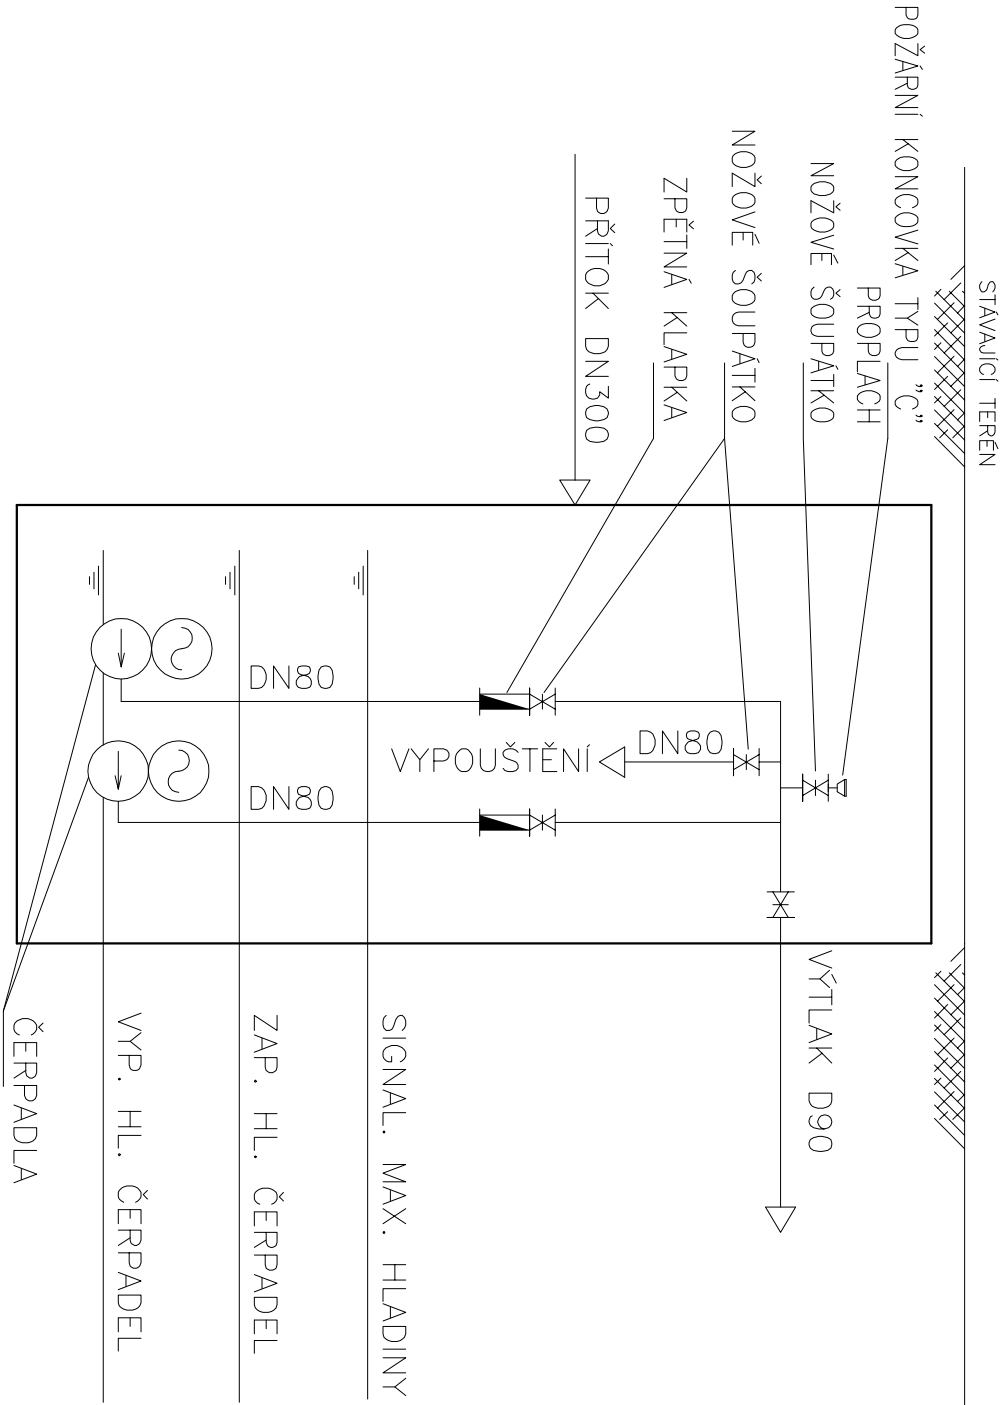 STÁVAJÍCÍ TERÉN
POŽÁRNÍ KONCOVKA TYPU "C"
PROPLACH
NOŽOVÉ ŠOUPÁTKO
NOŽOVÉ ŠOUPÁTKO
ZPĚTNÁ KLAPKA
PŘÍTOK DN300
VÝTLAK D90
DN80
VYPOUŠTĚNÍ
DN80
DN80
SIGNAL. MAX. HLADINY
ZAP. HL. ČERPADEL
VYP. HL. ČERPADEL
ČERPADLA